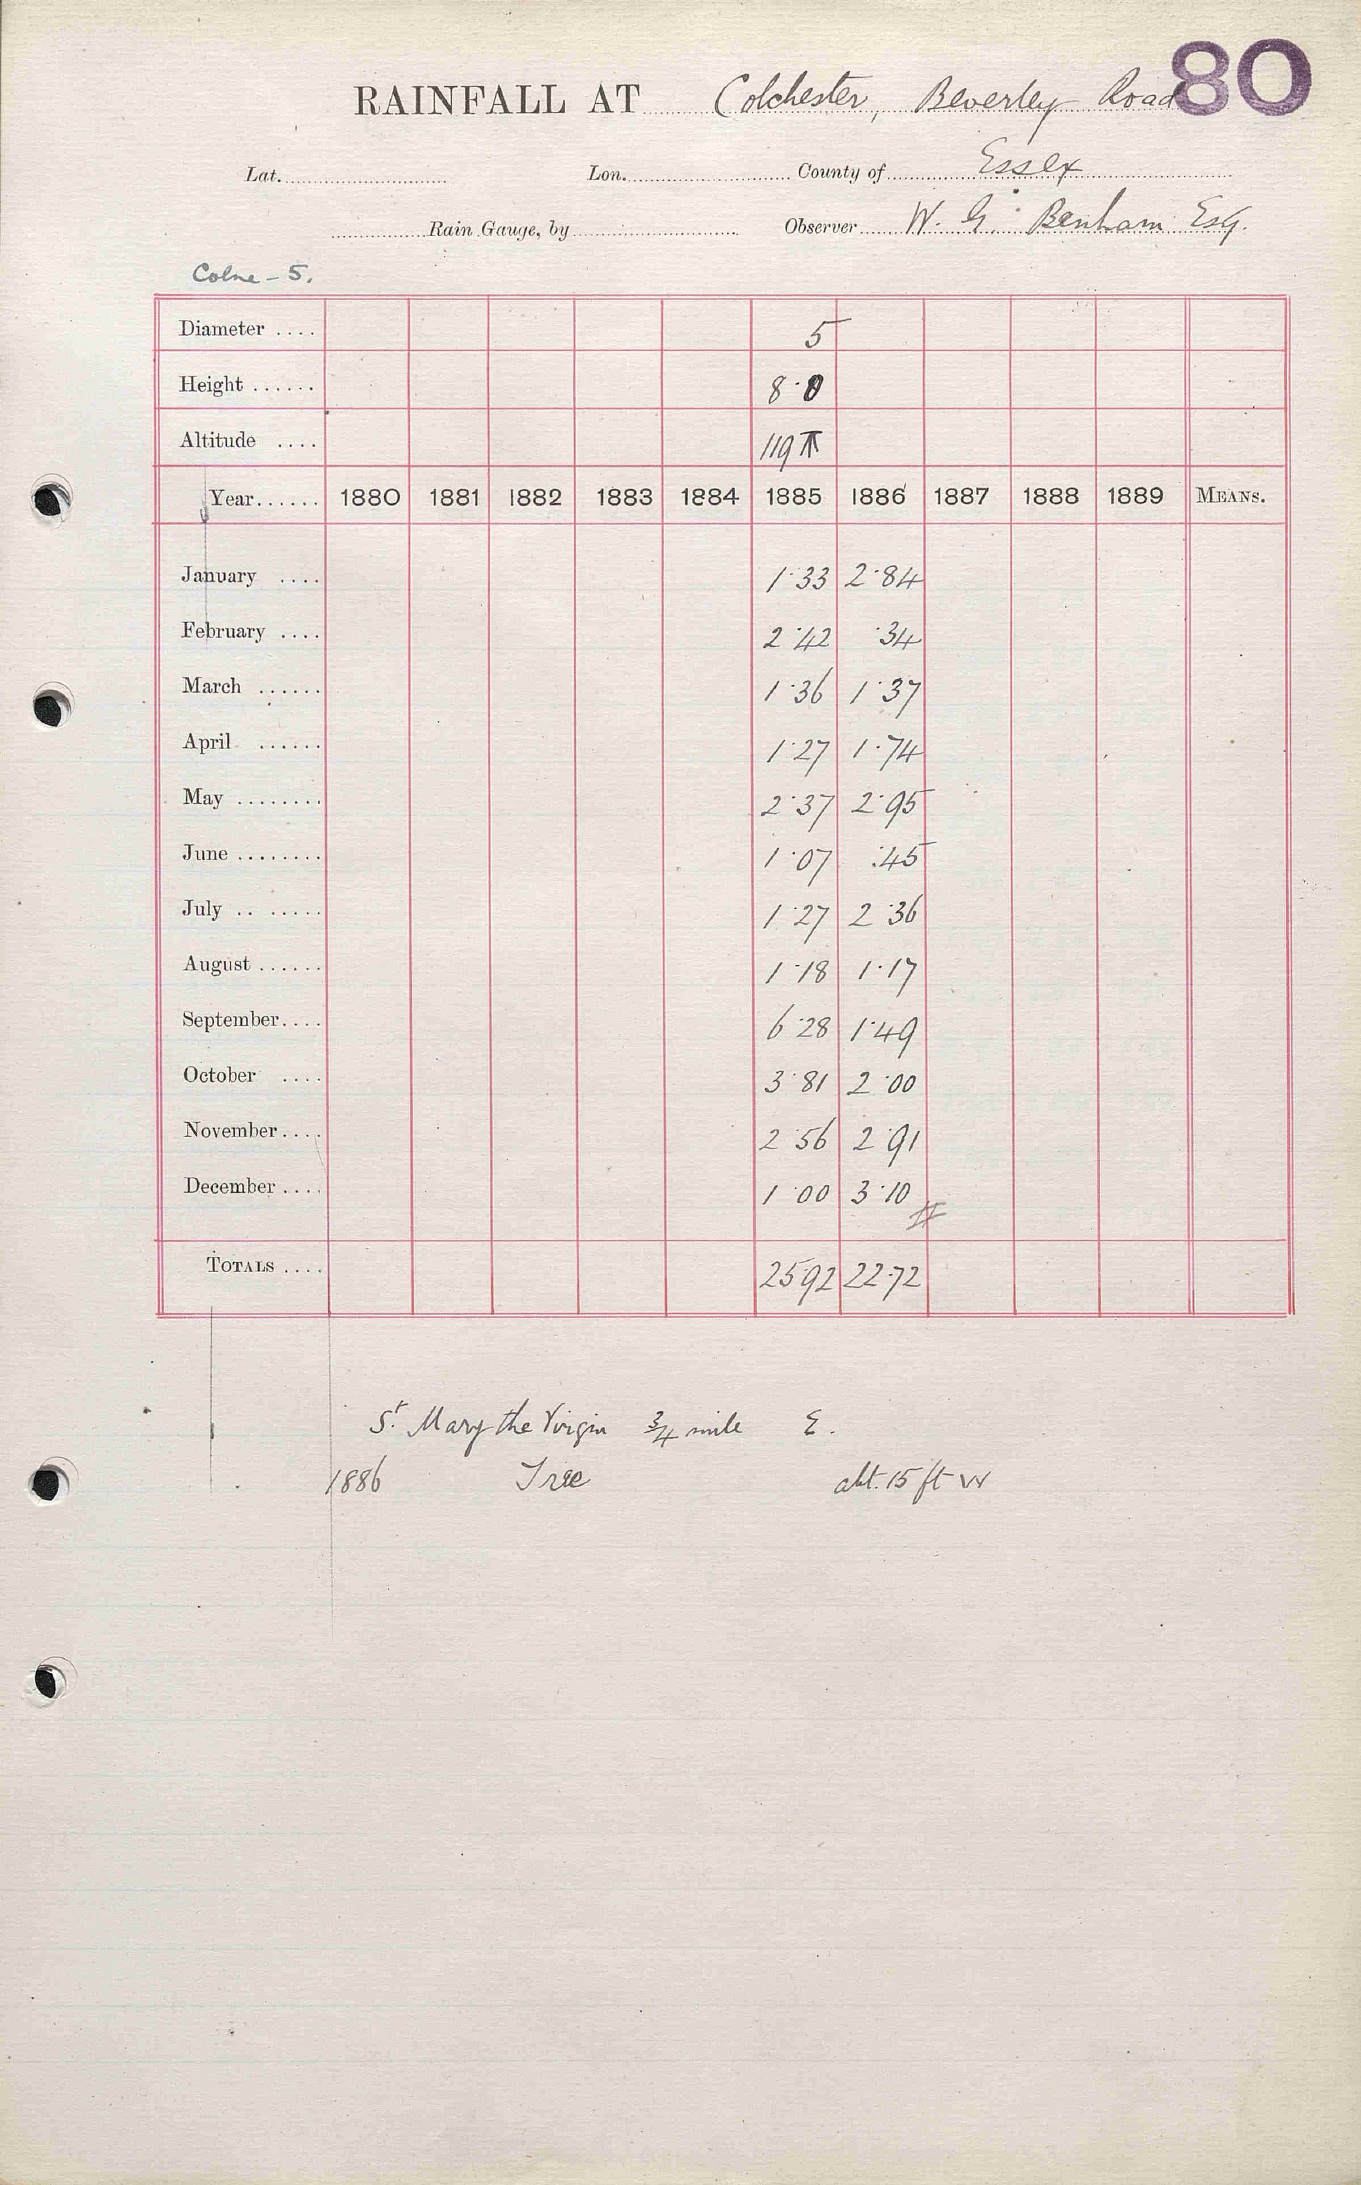 80
RAINFALL AT Colchester, Beverley Road
Lat. Lon. County of Essex
Rain Gauge, by Observer W. G. Benham Esq.
Colne - 5.
Diameter .... 5
Height ...... 8.0
Altitude .... 119
Year ...... 1880 1881 1882 1883 1884 1885 1886 1887 1888 1889 MEANS.
January .... 1.33 2.84
February .... 2.42 .34
March ...... 1.36 1.37
April ...... 1.27 1.74
May ........ 2.37 2.95
June ........ 1.07 .45
July .. ..... 1.27 2.36
August ...... 1.18 1.17
September.... 6.28 1.49
October .... 3.81 2.00
November.... 2.56 2.91
December .... 1.00 3.10
TOTALS .... 25.92 22.72
St. Mary the Virgin 3/4 mile E.
1886 Tree abt. 15 ft W